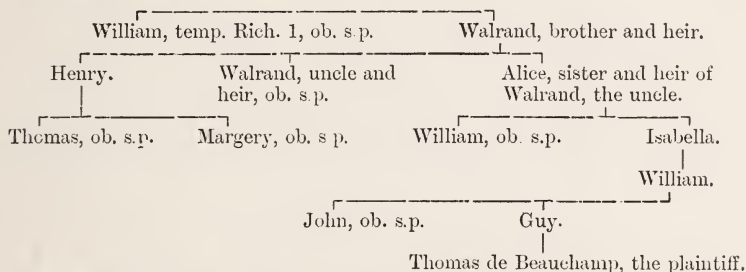 William, temp. Rich. 1, ob. s.p. Walrand, brother and heir.
Henry. Walrand, uncle and heir, ob. s.p. Alice, sister and heir of Walrand, the uncle.
Thomas, ob. s.p. Margery, ob. s p. William, ob. s.p. Isabella.
William.
John, ob. s.p. Guy.
Thomas de Beauchamp, the plaintiff.